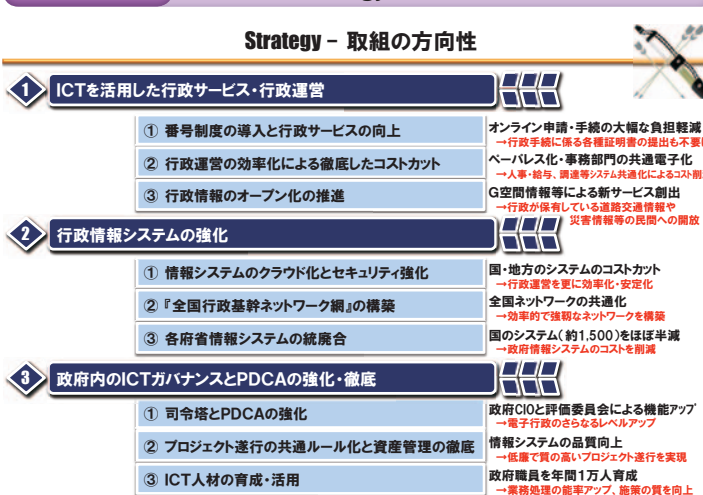 Strategy – 取組の方向性
1 ICTを活用した行政サービス・行政運営
① 番号制度の導入と行政サービスの向上
オンライン申請・手続の大幅な負担軽減
→行政手続に係る各種証明書の提出も不要
② 行政運営の効率化による徹底したコストカット
ペーパレス化・事務部門の共通電子化
→人事・給与、調達等システム共通化によるコスト削
③ 行政情報のオープン化の推進
G空間情報等による新サービス創出
→行政が保有している道路交通情報や
災害情報等の民間への開放
2 行政情報システムの強化
① 情報システムのクラウド化とセキュリティ強化
国・地方のシステムのコストカット
→行政運営を更に効率化・安定化
② 『全国行政基幹ネットワーク網』の構築
全国ネットワークの共通化
→効率的で強靱なネットワークを構築
③ 各府省情報システムの統廃合
国のシステム(約1,500)をほぼ半減
→政府情報システムのコストを削減
3 政府内のICTガバナンスとPDCAの強化・徹底
① 司令塔とPDCAの強化
政府CIOと評価委員会による機能アップ
→電子行政のさらなるレベルアップ
② プロジェクト遂行の共通ルール化と資産管理の徹底
情報システムの品質向上
→低廉で質の高いプロジェクト遂行を実現
③ ICT人材の育成・活用
政府職員を年間1万人育成
→業務処理の能率アップ、施策の質を向上